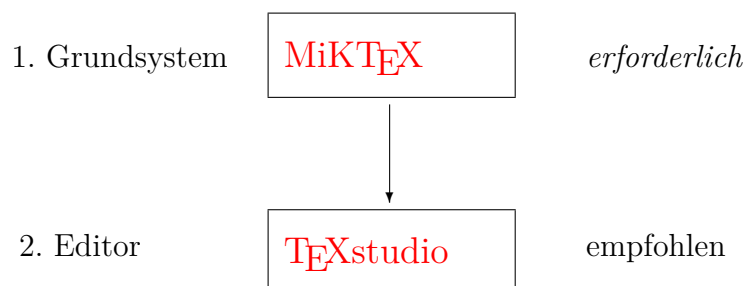 1. Grundsystem MiKTEX erforderlich
2. Editor TEXstudio empfohlen